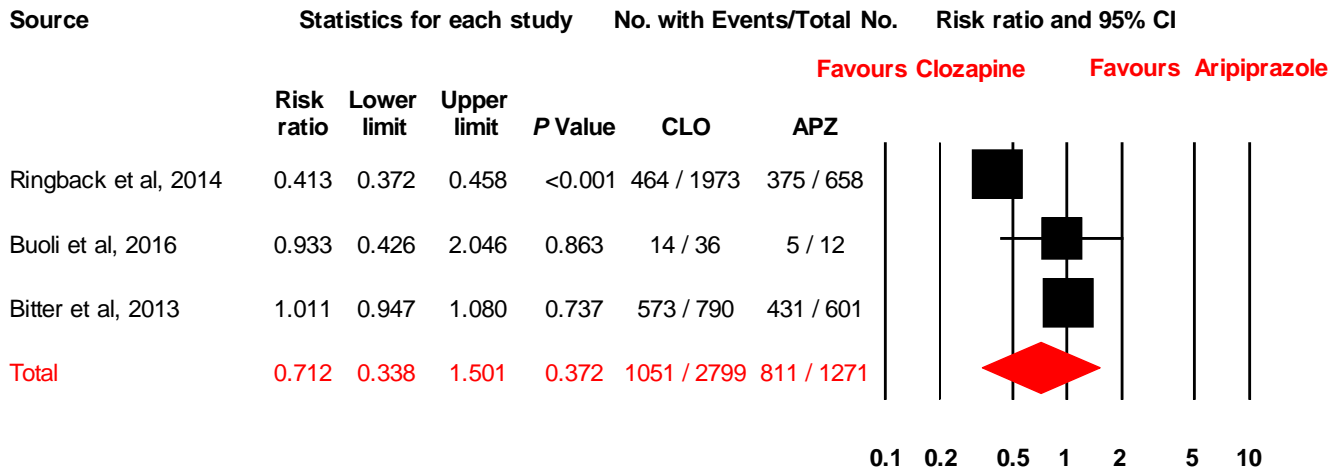 Source Statistics for each study No. with Events/Total No. Risk ratio and 95% CI
Favours Clozapine Favours Aripiprazole
Risk ratio Lower limit Upper limit P Value CLO APZ
Ringback et al, 2014 0.413 0.372 0.458 <0.001 464 / 1973 375 / 658
Buoli et al, 2016 0.933 0.426 2.046 0.863 14 / 36 5 / 12
Bitter et al, 2013 1.011 0.947 1.080 0.737 573 / 790 431 / 601
Total 0.712 0.338 1.501 0.372 1051 / 2799 811 / 1271
0.1 0.2 0.5 1 2 5 10